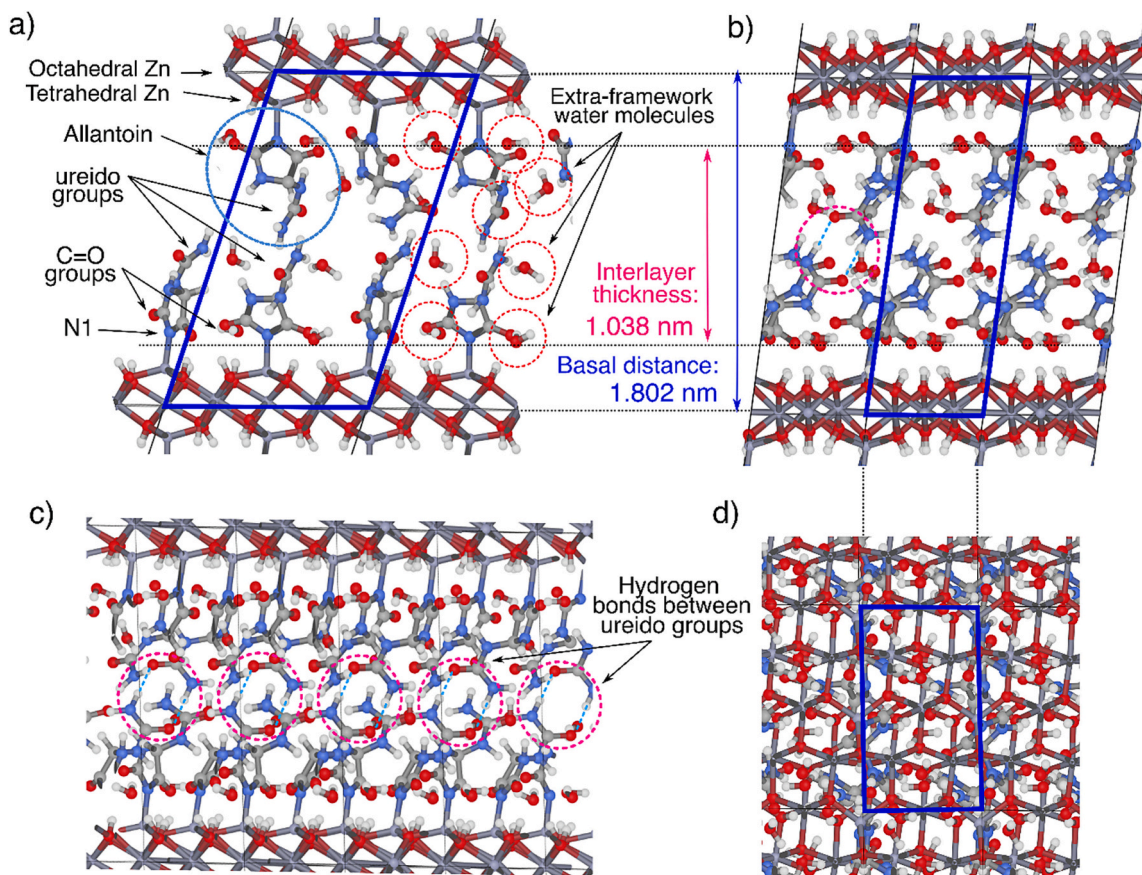 a)
Octahedral Zn
Tetrahedral Zn
Allantoin
ureido
groups
C=O
groups
N1
Extra-framework
water molecules
Interlayer
thickness:
1.038 nm
Basal distance:
1.802 nm
b)
c)
Hydrogen
bonds between
ureido groups
d)